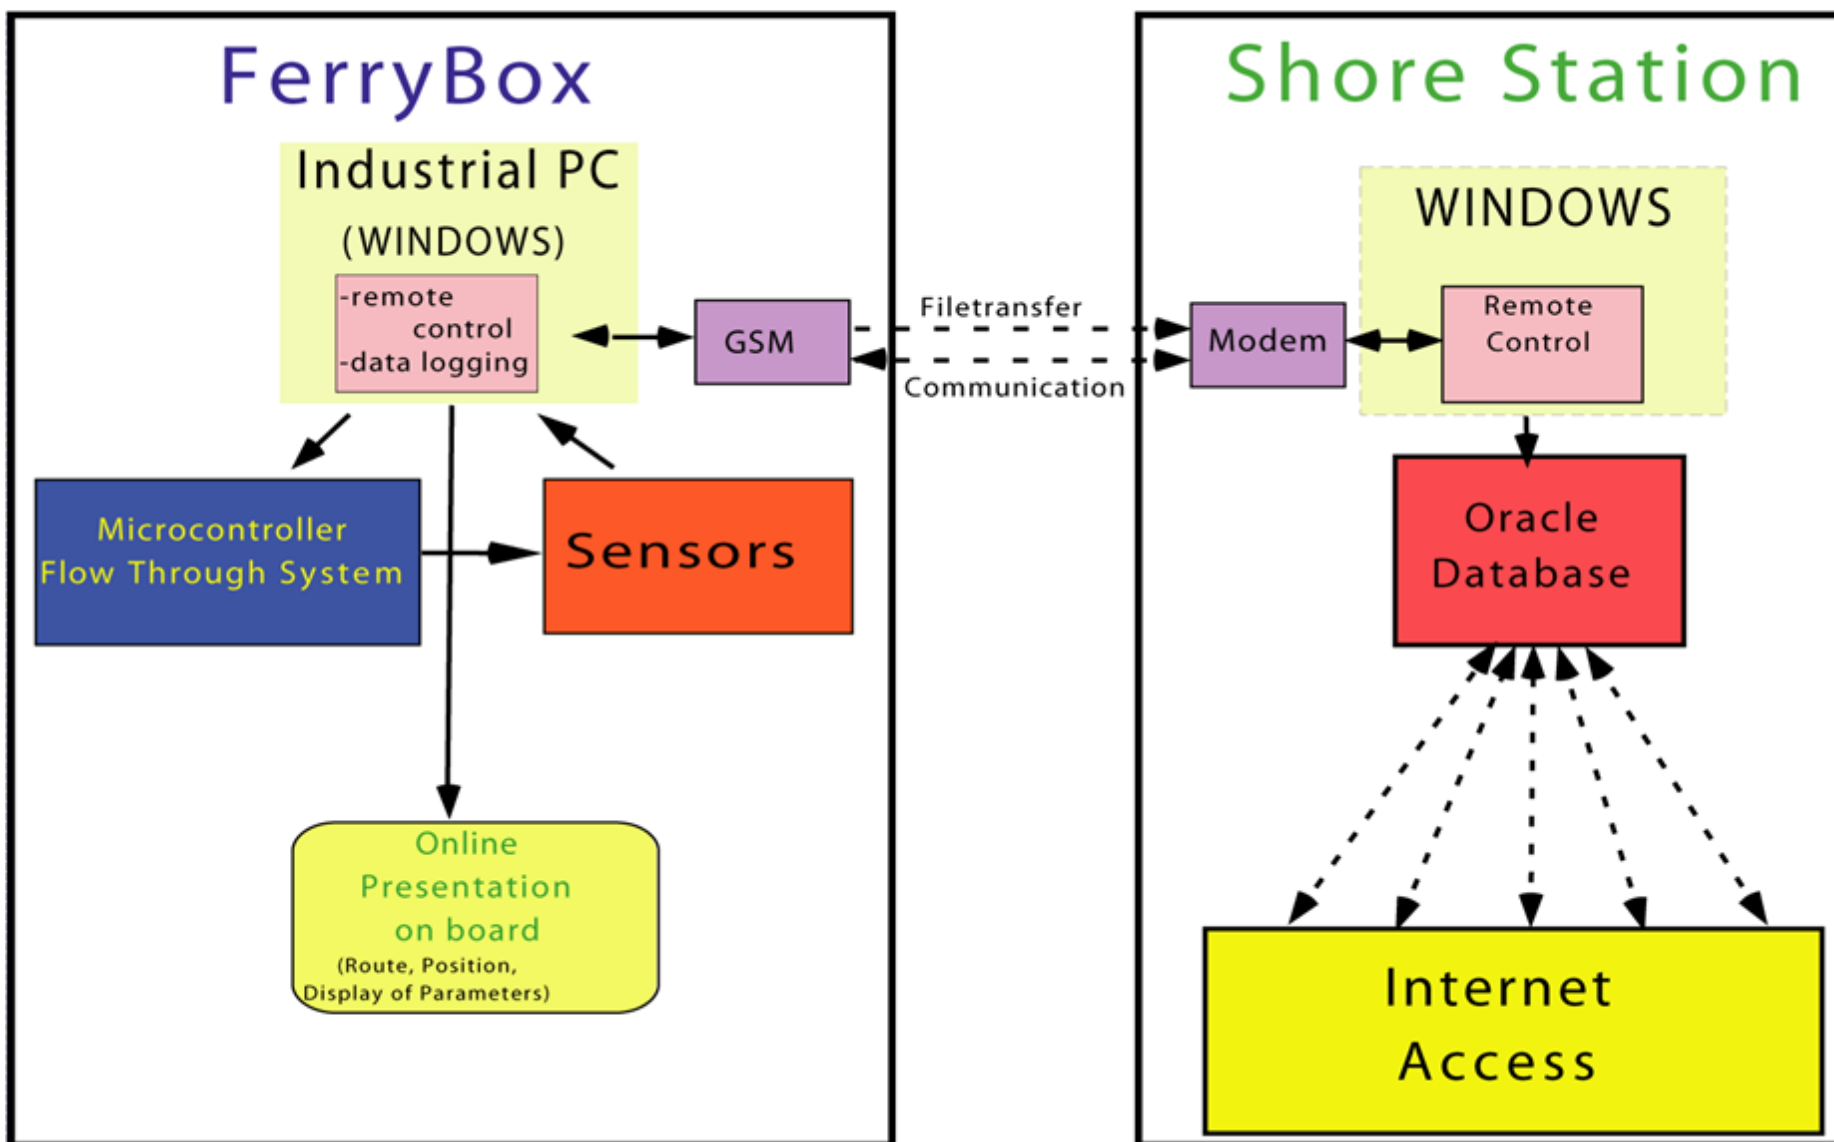 FerryBox
Industrial PC
(WINDOWS)
-remote
control
-data logging
GSM
Microcontroller
Flow Through System
Sensors
Online
Presentation
on board
(Route, Position,
Display of Parameters)
Filetransfer
Communication
Shore Station
WINDOWS
Modem
Remote
Control
Oracle
Database
Internet
Access